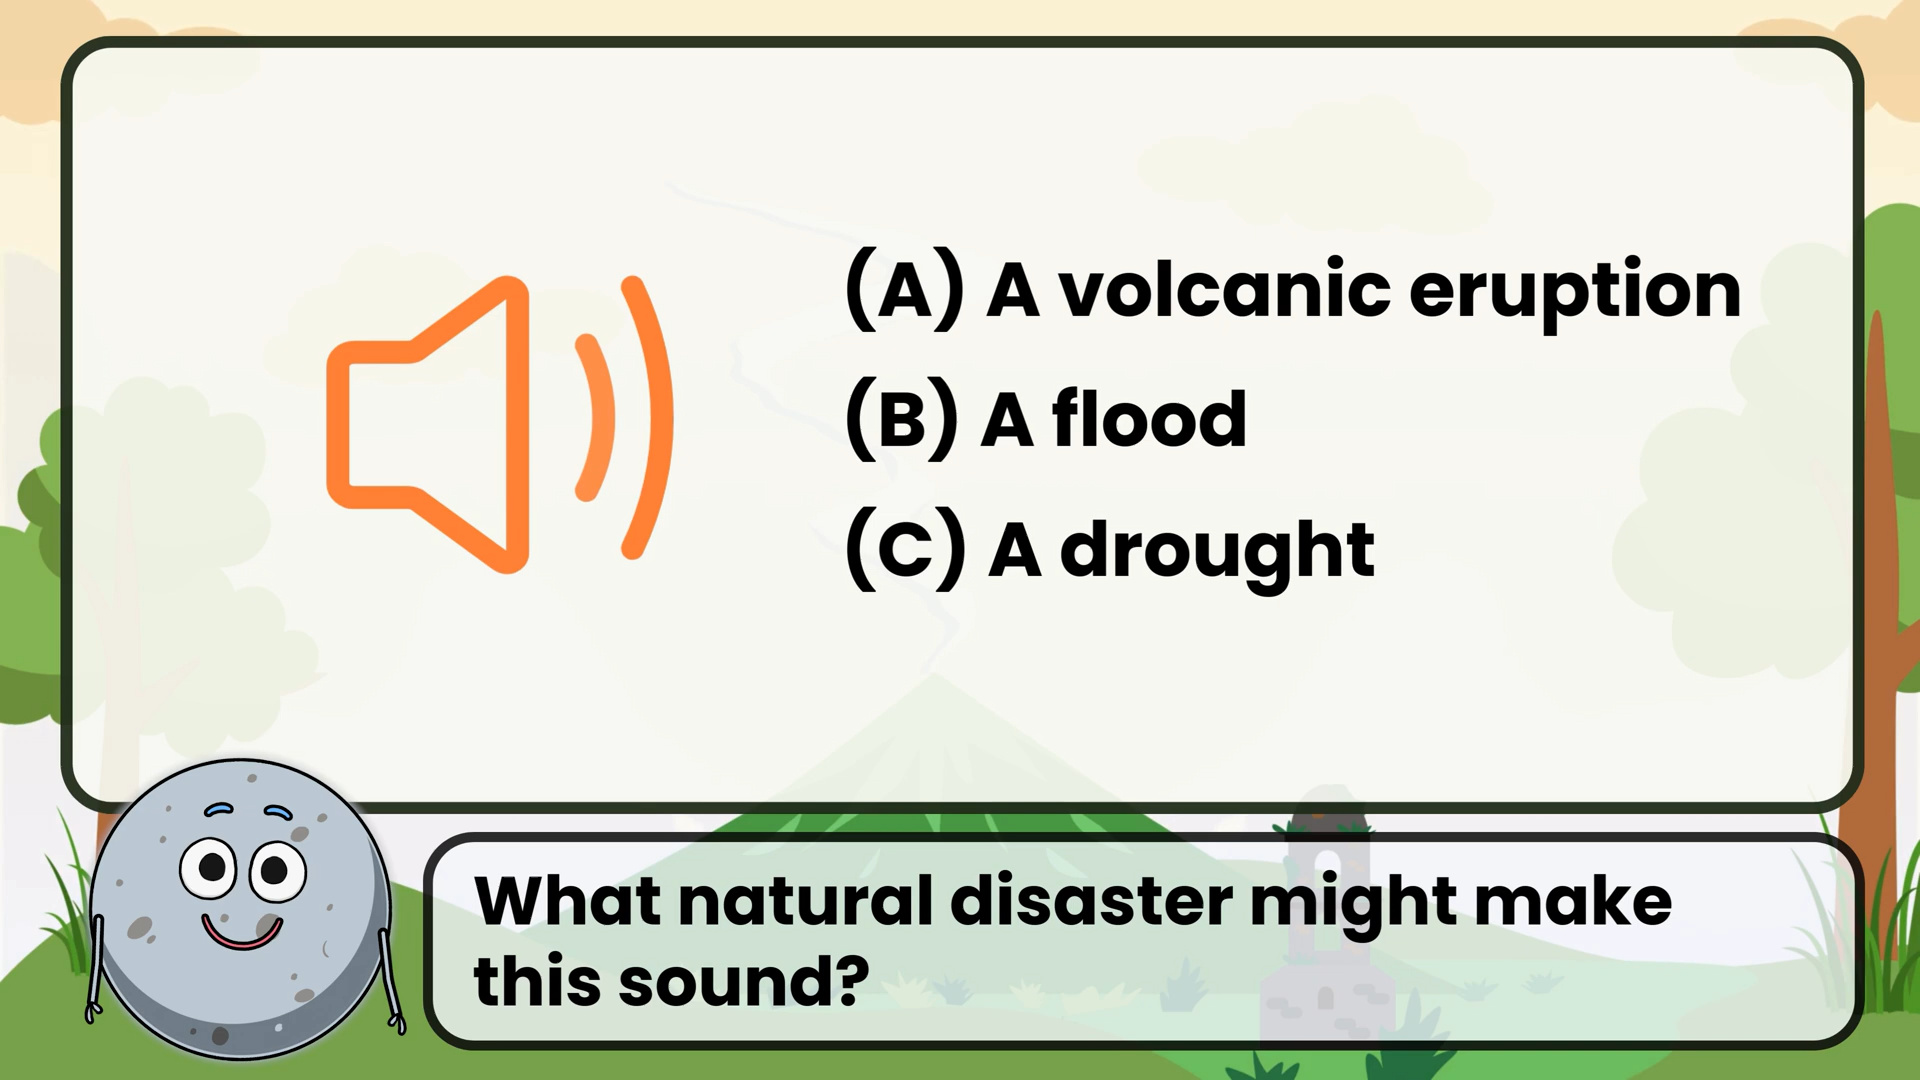 (A) A volcanic eruption
(B) A flood
(C) A drought
What natural disaster might make
this sound?